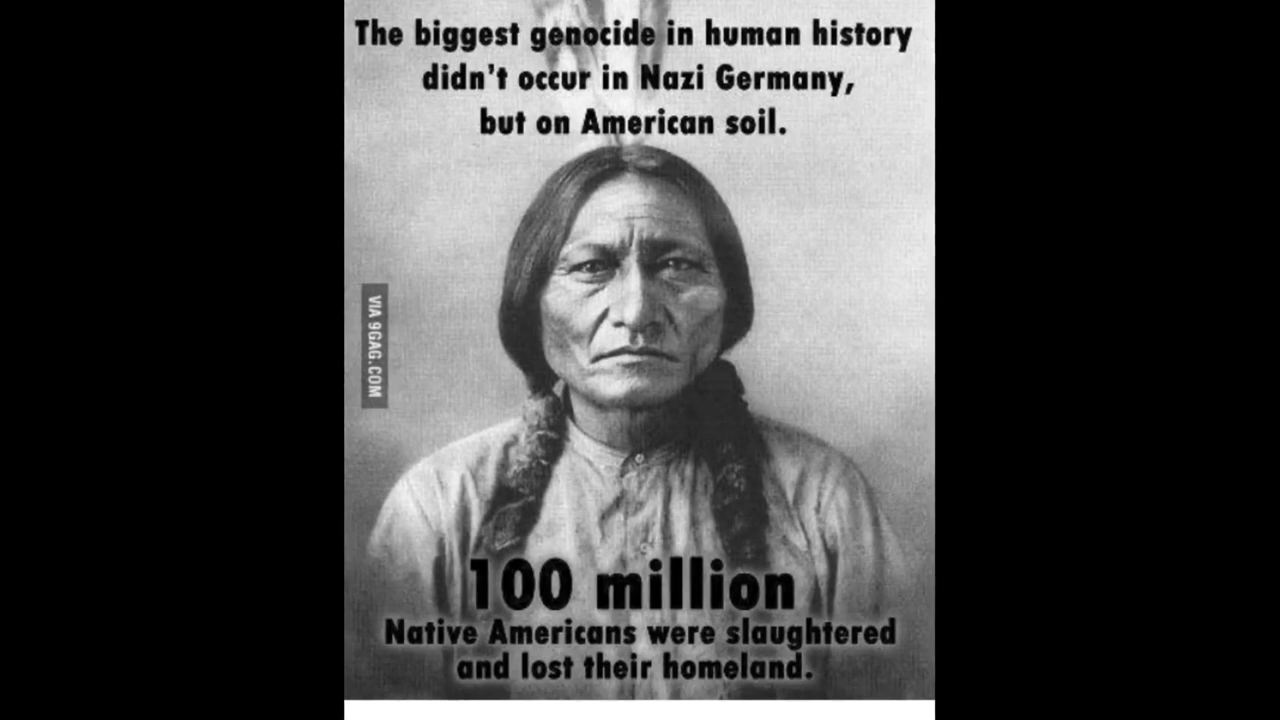 The biggest genocide in human history
didn't occur in Nazi Germany,
but on American soil.
VIA 9GAG.COM
100 million
Native Americans were slaughtered
and lost their homeland.